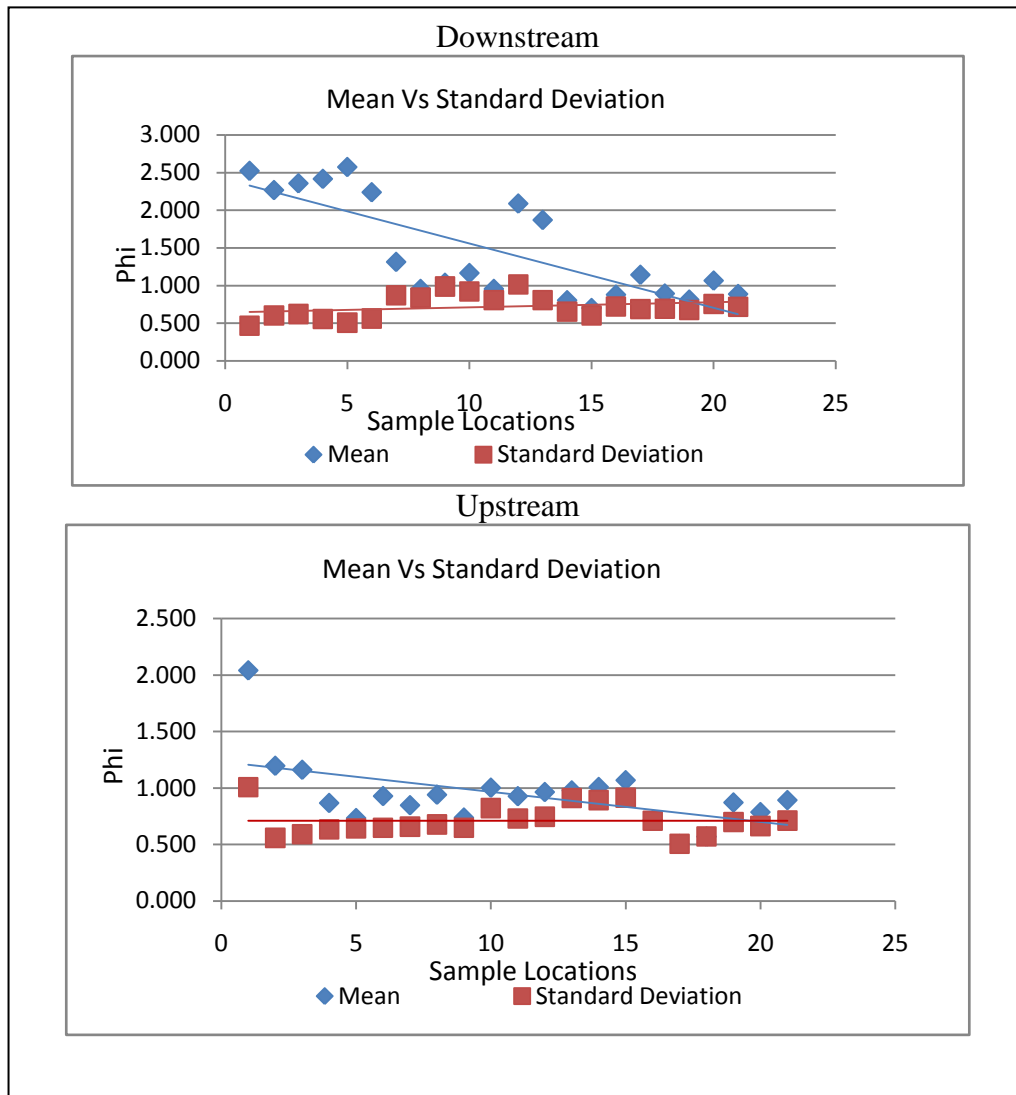 Downstream
Mean Vs Standard Deviation
3.000
2.500
2.000
1.500
1.000
0.500
0.000
Phi
0 5 10 15 20 25
Sample Locations
Mean Standard Deviation
Upstream
Mean Vs Standard Deviation
2.500
2.000
1.500
1.000
0.500
0.000
Phi
0 5 10 15 20 25
Sample Locations
Mean Standard Deviation